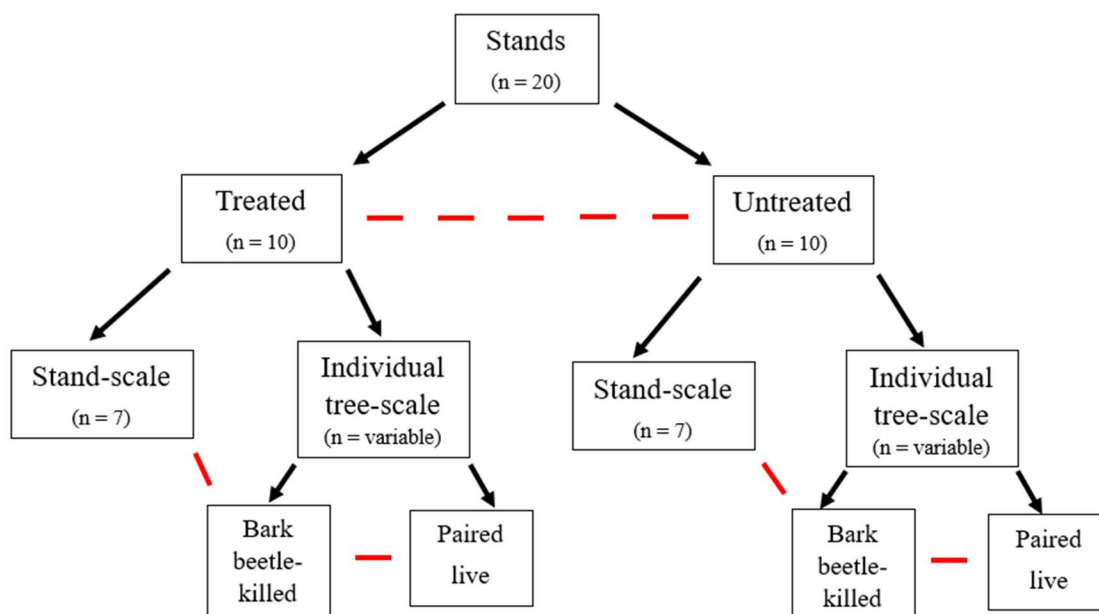 Stands
(n = 20)
Treated
(n = 10)
Untreated
(n = 10)
Stand-scale
(n = 7)
Individual
tree-scale
(n = variable)
Stand-scale
(n = 7)
Individual
tree-scale
(n = variable)
Bark
beetle-
killed
Paired
live
Bark
beetle-
killed
Paired
live